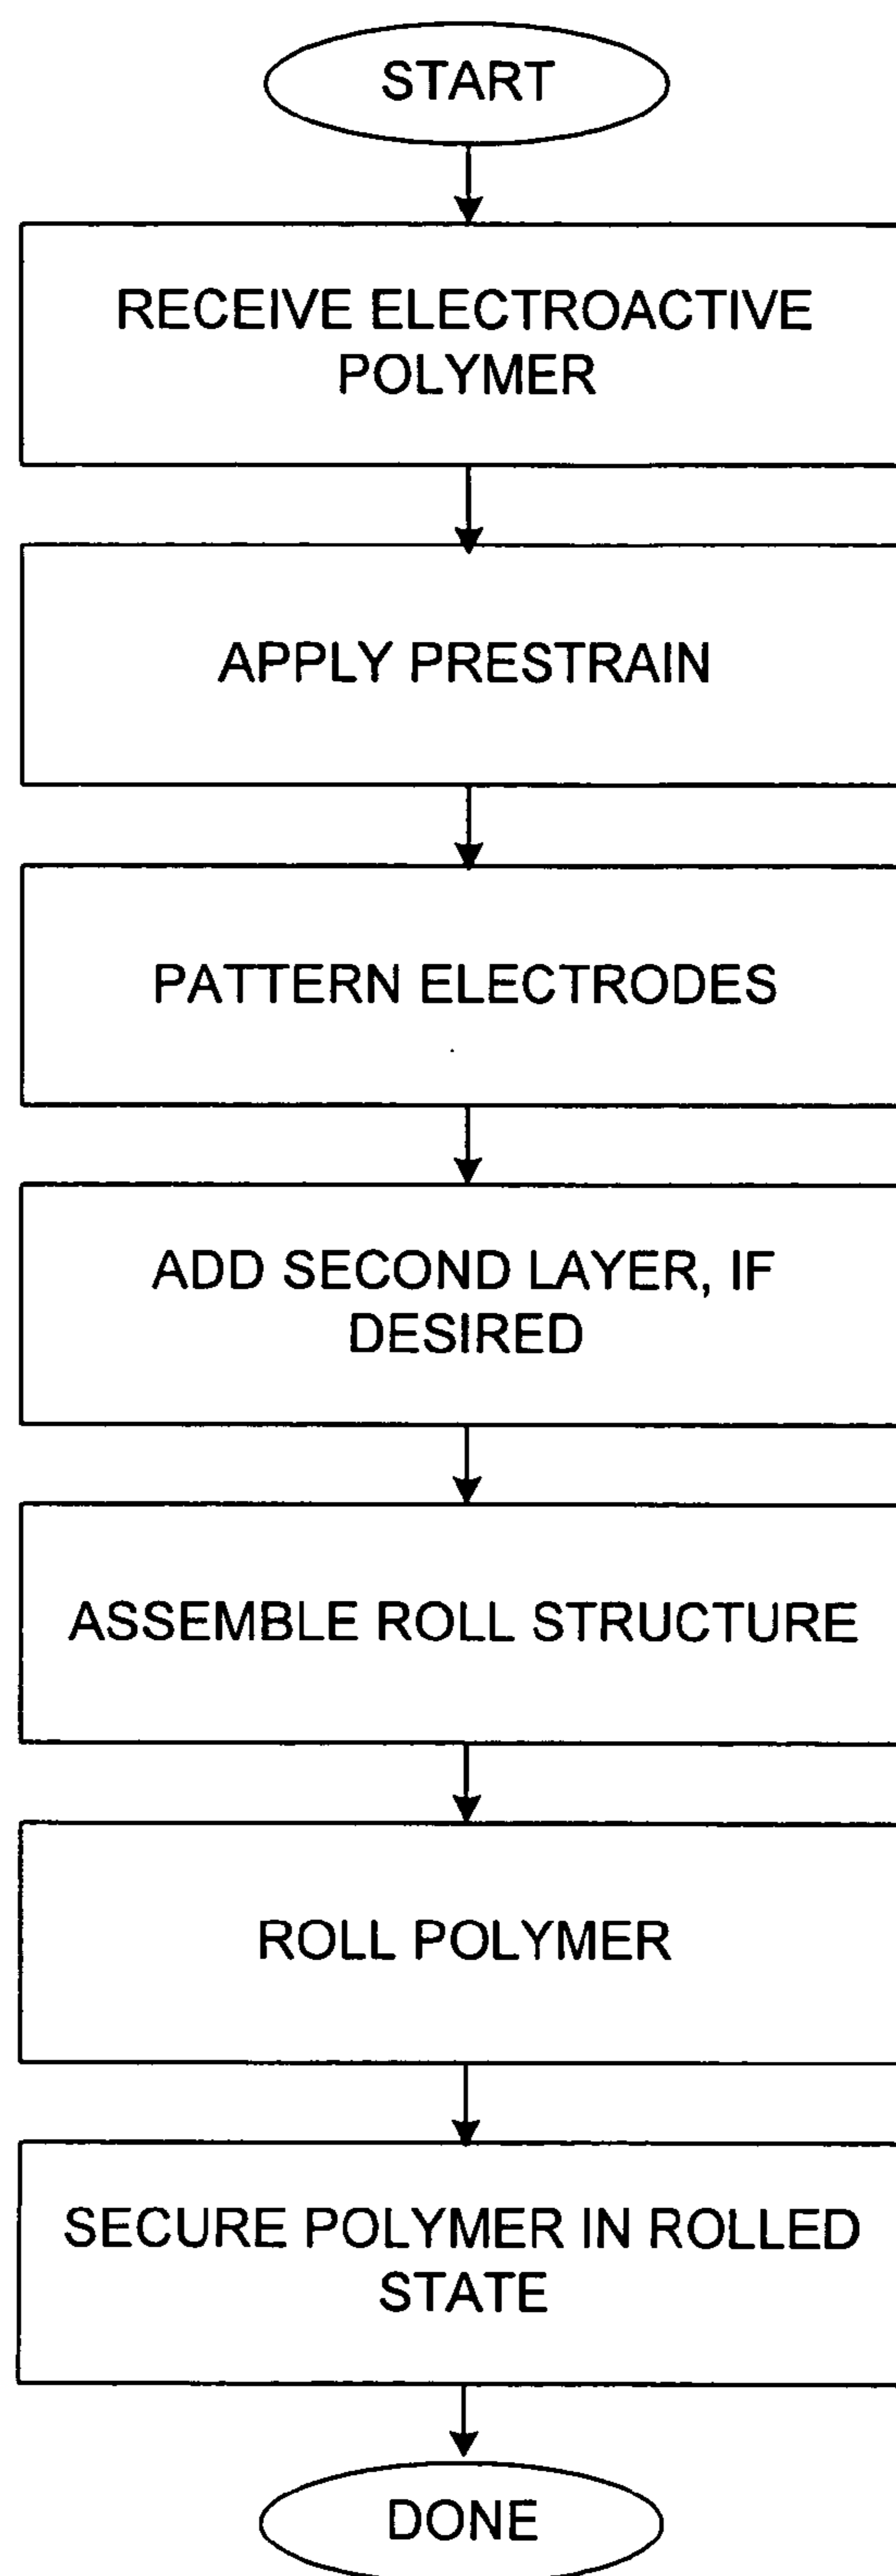 START
RECEIVE ELECTROACTIVE
POLYMER
APPLY PRESTRAIN
PATTERN ELECTRODES
ADD SECOND LAYER, IF
DESIRED
ASSEMBLE ROLL STRUCTURE
ROLL POLYMER
SECURE POLYMER IN ROLLED
STATE
DONE